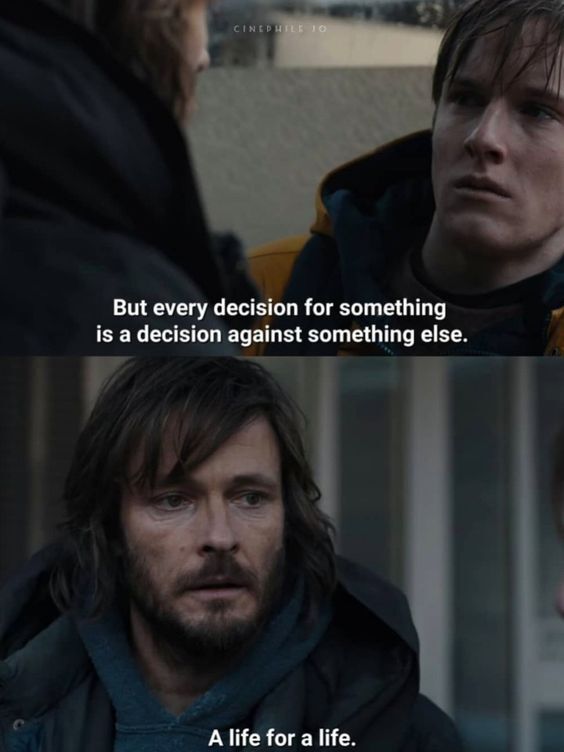 CINEPHILE JO
But every decision for something
is a decision against something else.
A life for a life.